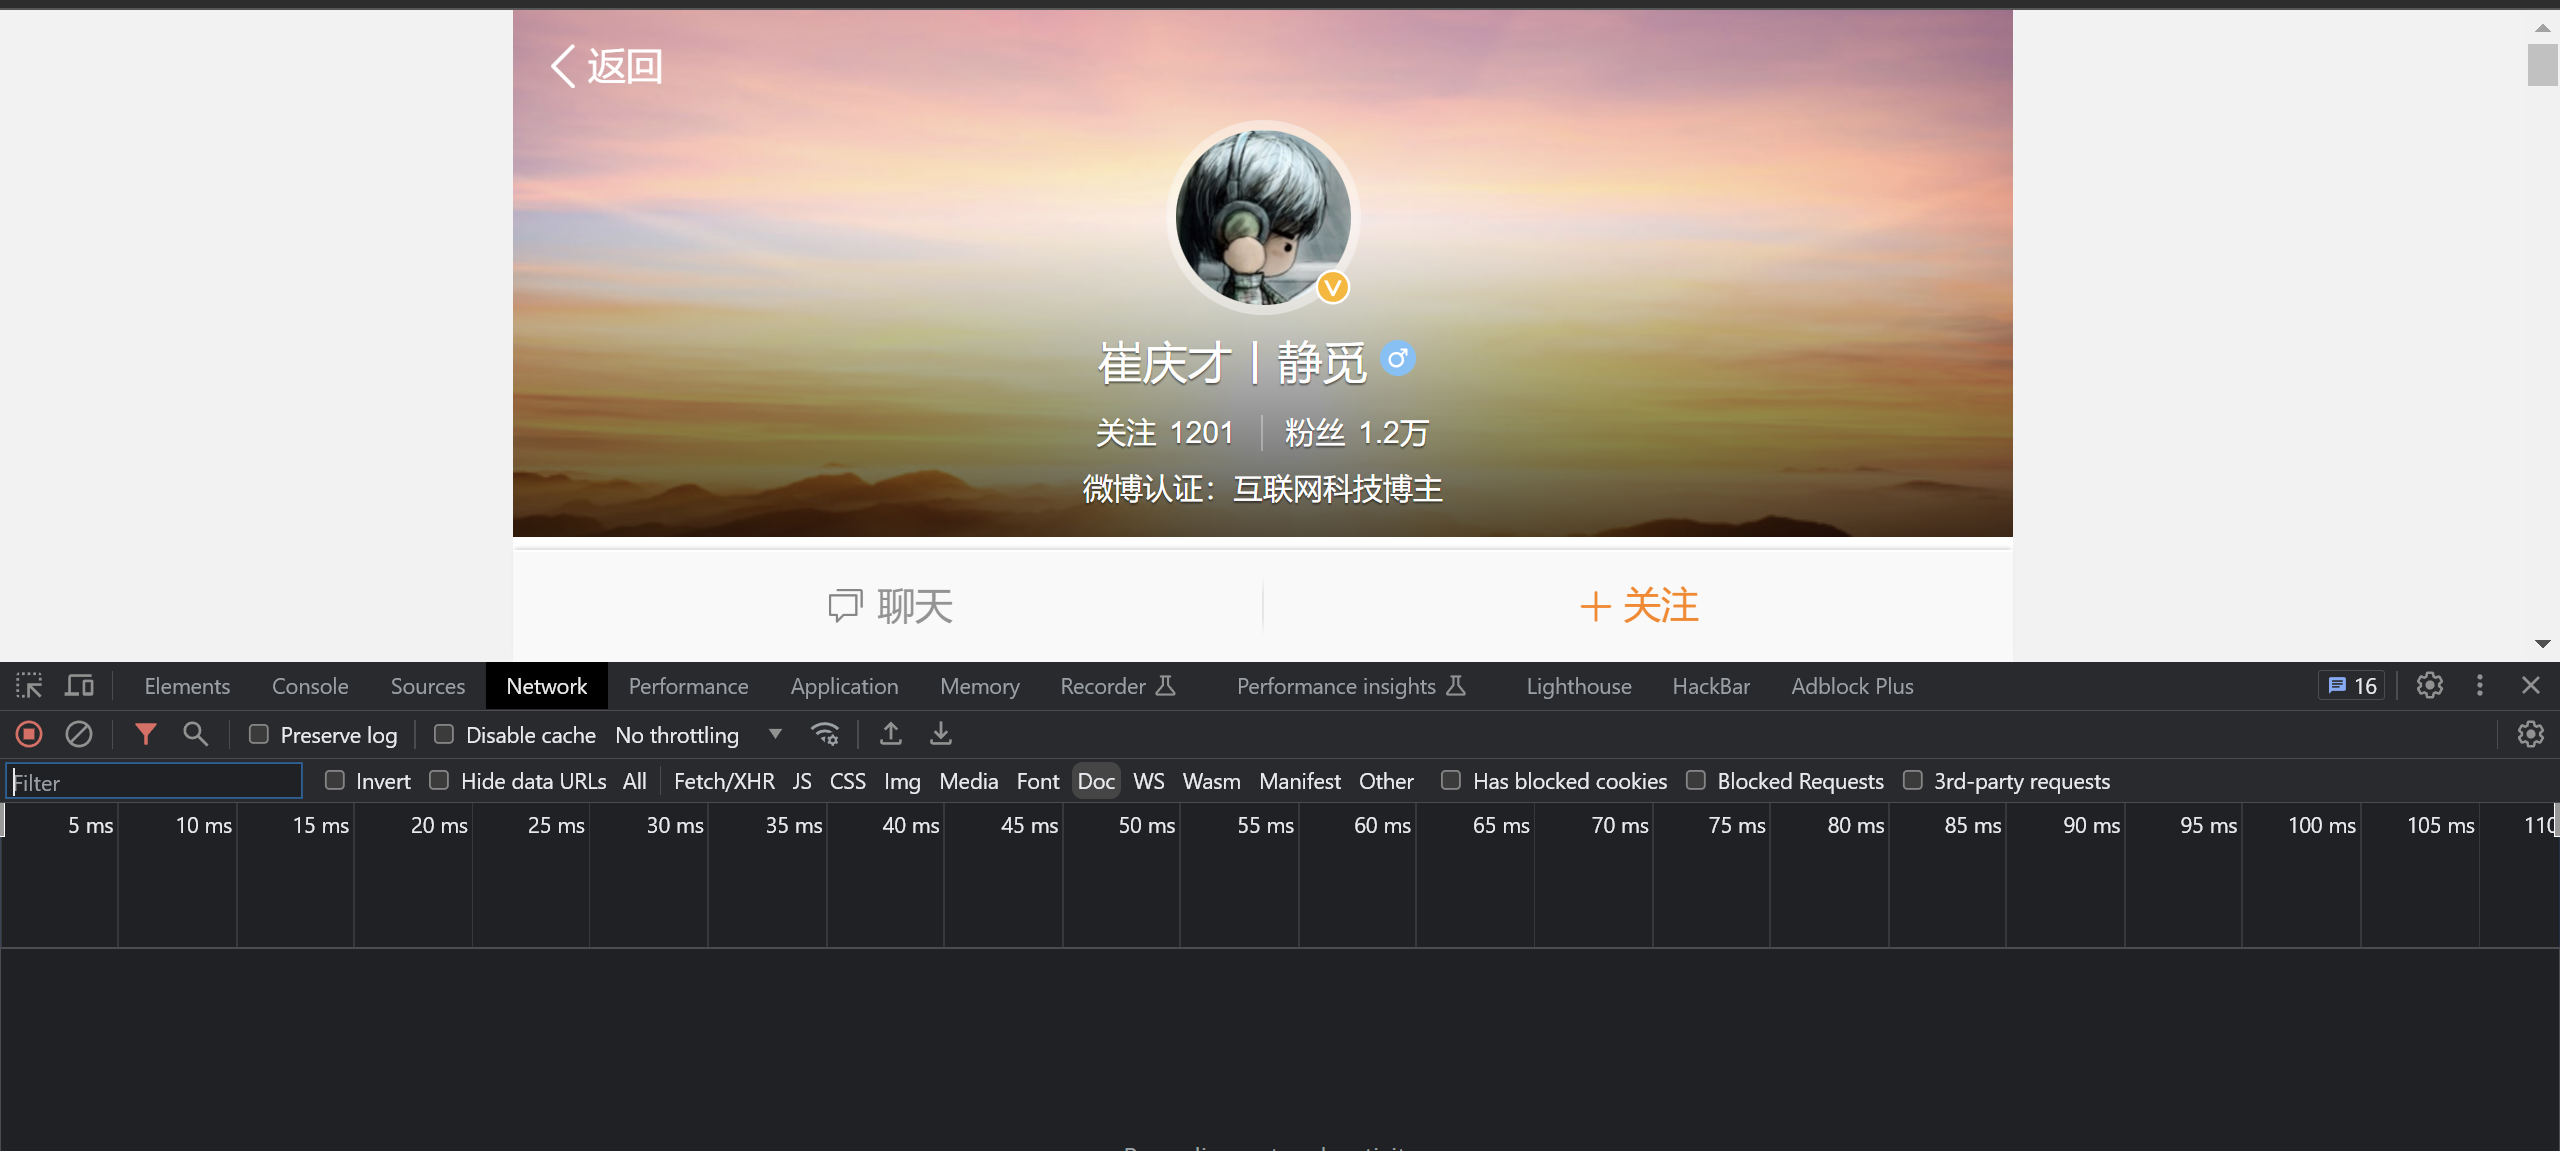 返回
崔庆才丨静觅
关注 1201 粉丝 1.2万
微博认证：互联网科技博主
聊天 关注
Elements Console Sources Network Performance Application Memory Recorder Performance insights Lighthouse HackBar Adblock Plus 16
Preserve log Disable cache No throttling
Filter Invert Hide data URLs All Fetch/XHR JS CSS Img Media Font Doc WS Wasm Manifest Other Has blocked cookies Blocked Requests 3rd-party requests
5 ms 10 ms 15 ms 20 ms 25 ms 30 ms 35 ms 40 ms 45 ms 50 ms 55 ms 60 ms 65 ms 70 ms 75 ms 80 ms 85 ms 90 ms 95 ms 100 ms 105 ms 110